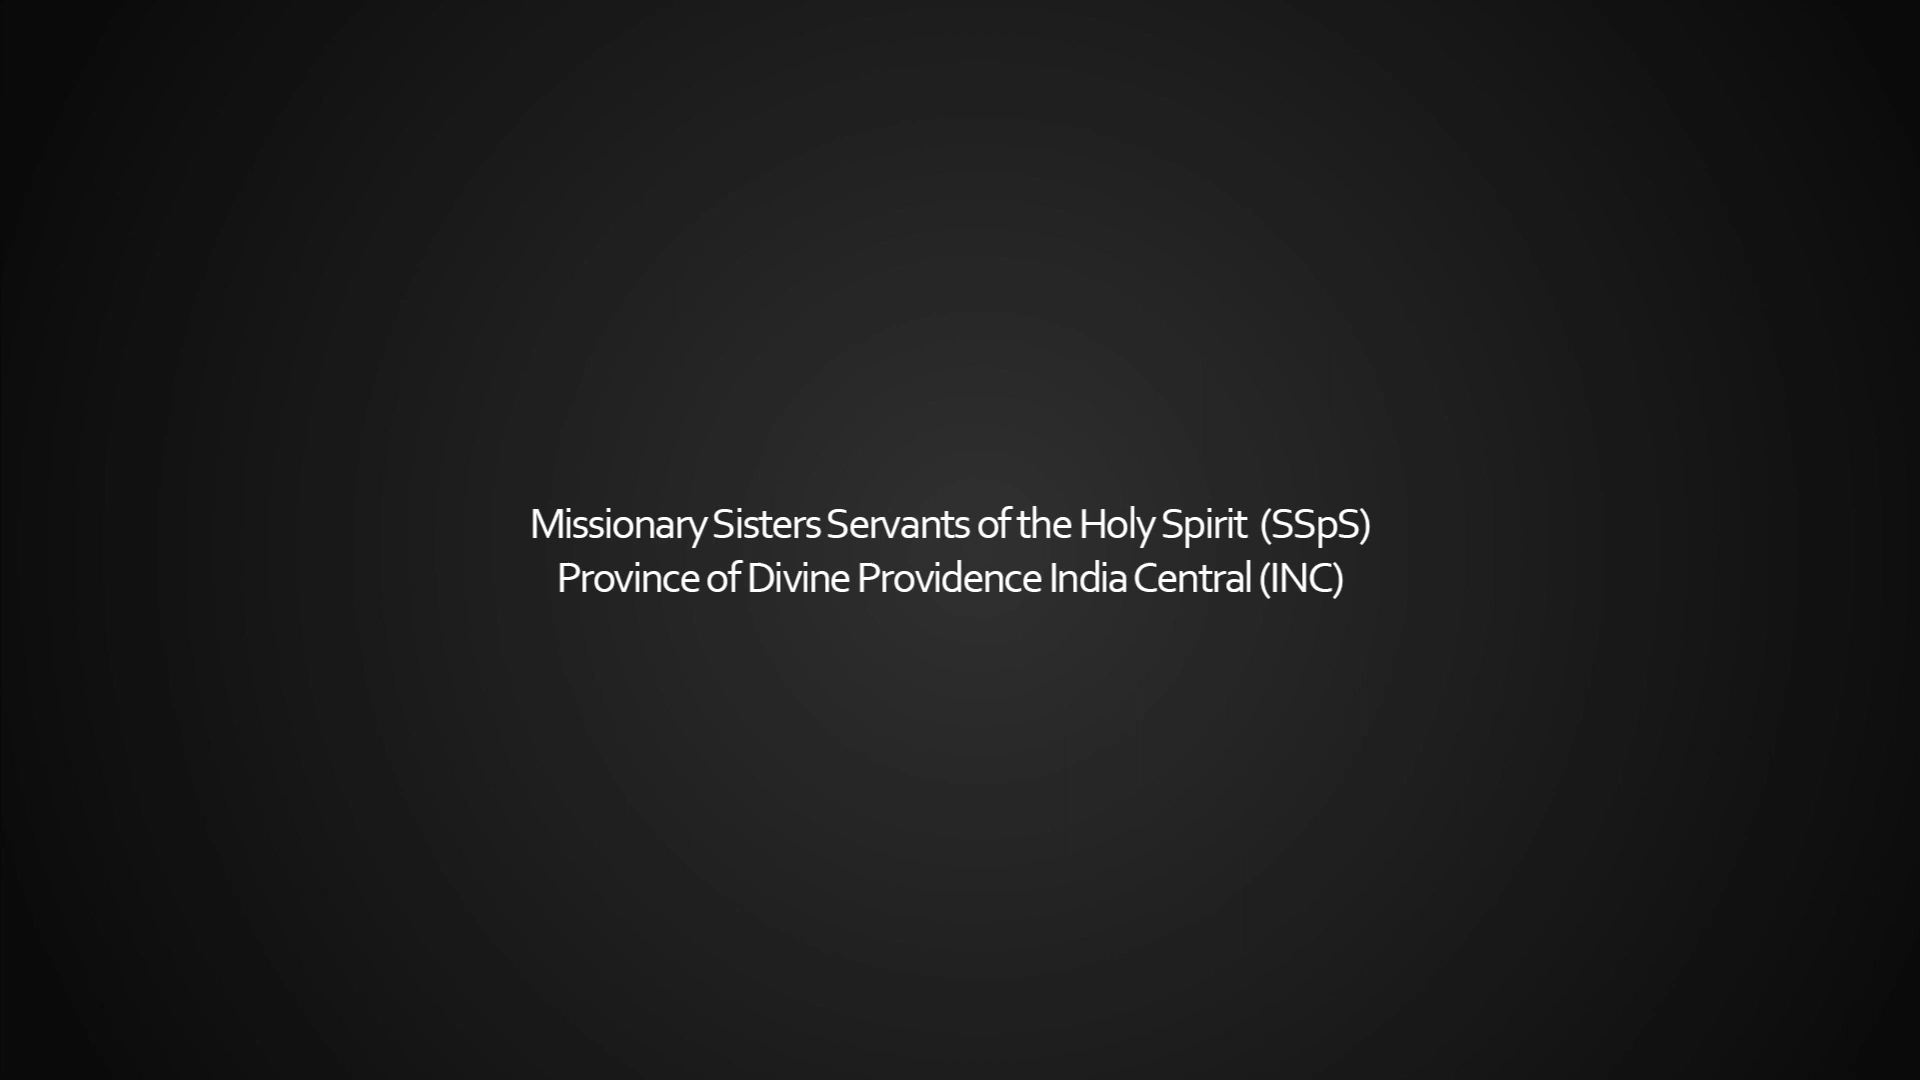 Missionary Sisters Servants of the Holy Spirit (SSpS)
Province of Divine Providence India Central (INC)